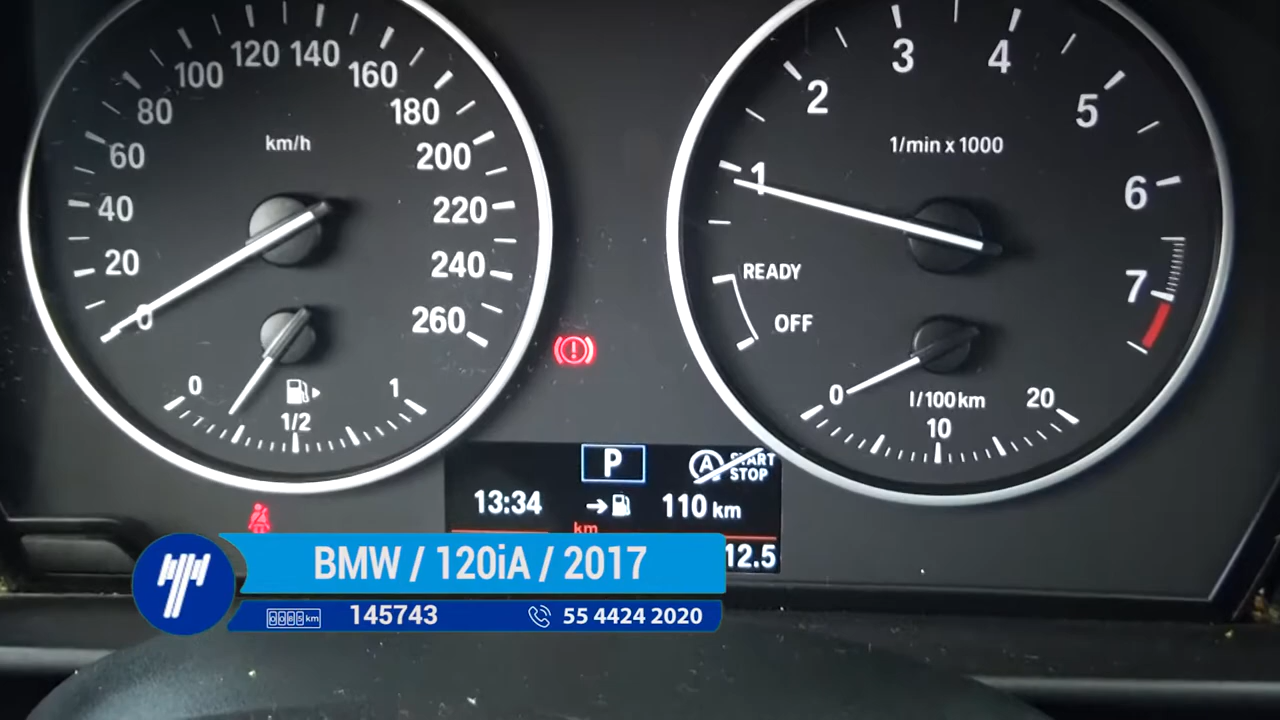 0
20
40
60
80
100
120
140
160
180
200
220
240
260
km/h
0
1/2
1
1
2
3
4
5
6
7
1/min x 1000
READY
OFF
0
l/100km
10
20
P
A START
STOP
13:34
110 km
km
12.5
BMW / 120iA / 2017
km 145743
55 4424 2020